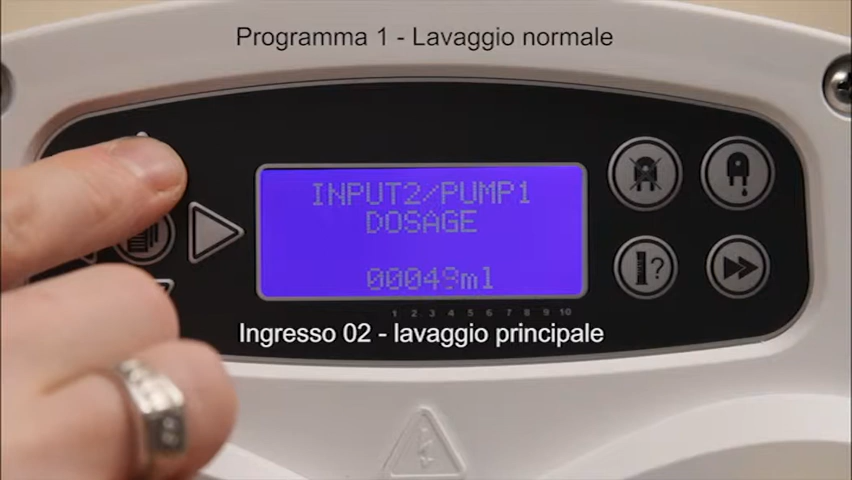 Programma 1 - Lavaggio normale
INPUT2/PUMP1
DOSAGE
00049ml
1 2 3 4 5 6 7 8 9 10
?
Ingresso 02 - lavaggio principale